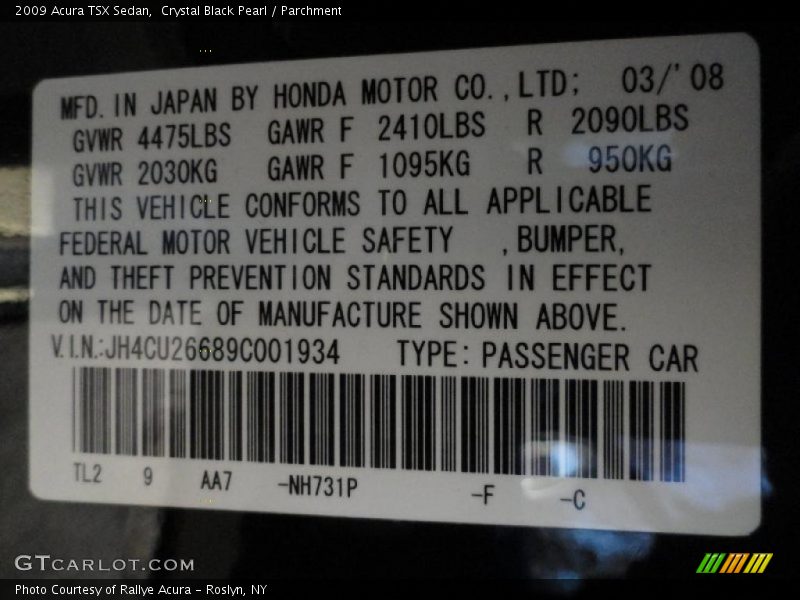 2009 Acura TSX Sedan,  Crystal Black Pearl / Parchment
MFD. IN JAPAN BY HONDA MOTOR CO., LTD; 03/'08
GVWR 4475LBS GAWR F 2410LBS R 2090LBS
GVWR 2030KG GAWR F 1095KG R 950KG
THIS VEHICLE CONFORMS TO ALL APPLICABLE
FEDERAL MOTOR VEHICLE SAFETY , BUMPER,
AND THEFT PREVENTION STANDARDS IN EFFECT
ON THE DATE OF MANUFACTURE SHOWN ABOVE.
V.I.N.:JH4CU26689C001934 TYPE: PASSENGER CAR
TL2 9 AA7 -NH731P -F -C
GTCARLOT.COM
Photo Courtesy of Rallye Acura - Roslyn, NY